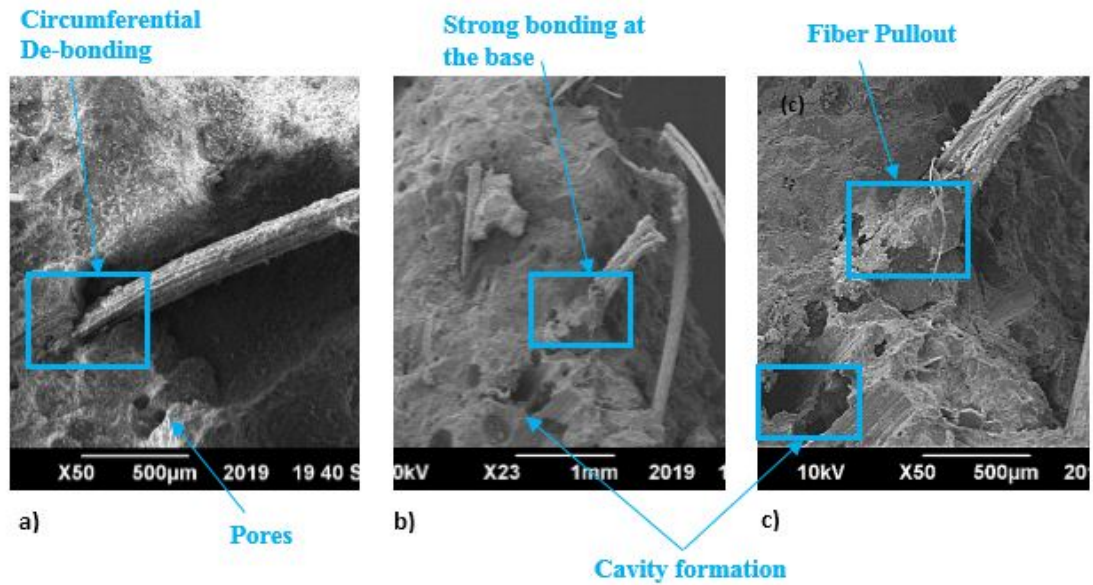 Circumferential
De-bonding
Strong bonding at
the base
Fiber Pullout
(c)
X50 500µm 2019 19 40 S
0kV X23 1mm 2019 1
10kV X50 500µm 20
a)
b)
c)
Pores
Cavity formation